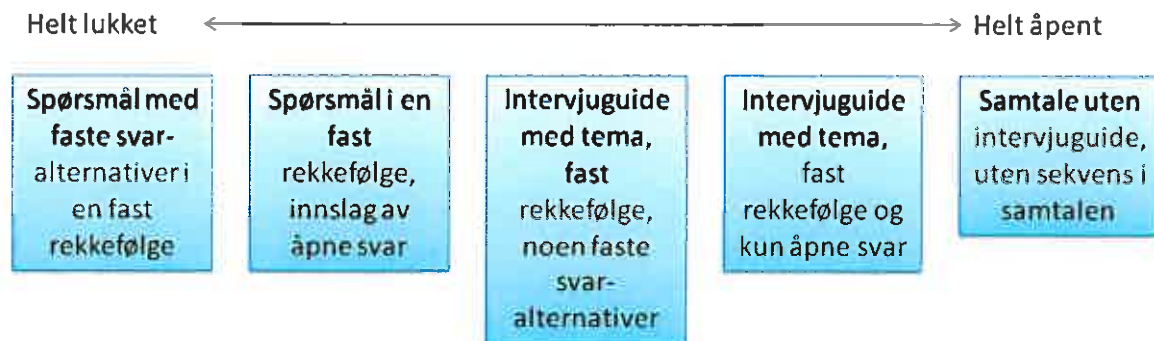 Helt lukket
Helt åpent
Spørsmål med
faste svar-
alternativer i
en fast
rekkefølge
Spørsmål i en
fast
rekkefølge,
innslag av
åpne svar
Intervjuguide
med tema,
fast
rekkefølge,
noen faste
svar-
alternativer
Intervjuguide
med tema,
fast
rekkefølge og
kun åpne svar
Samtale uten
intervjuguide,
uten sekvens i
samtalen